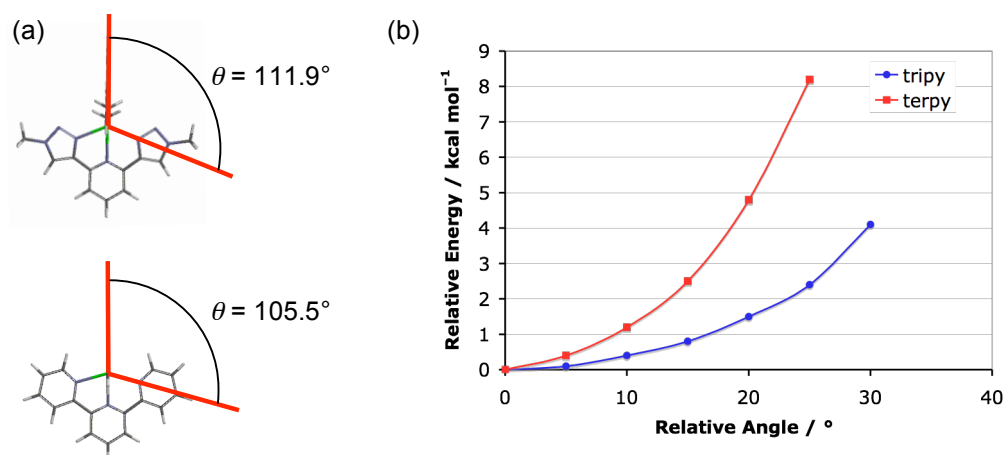 (a)
θ = 111.9°
θ = 105.5°
(b)
Relative Energy / kcal mol⁻¹
9
8
7
6
5
4
3
2
1
0
0 10 20 30 40
Relative Angle / °
tripy
terpy